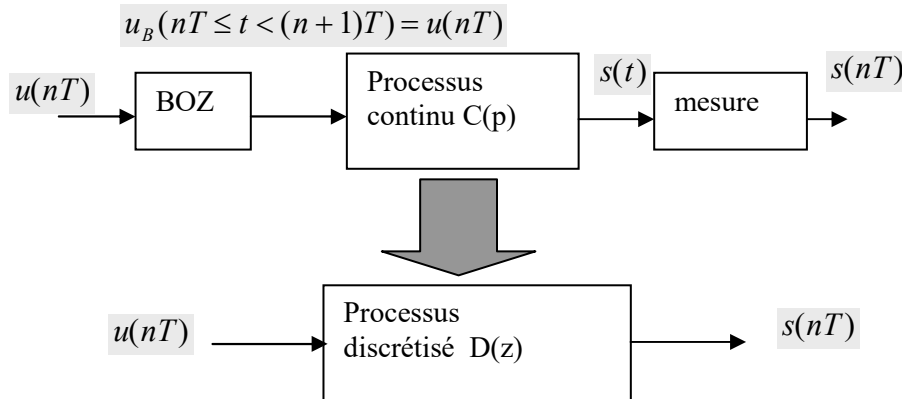 u_B(nT ≤ t < (n + 1)T) = u(nT)
u(nT)
BOZ
Processus
continu C(p)
s(t)
mesure
s(nT)
u(nT)
Processus
discrétisé D(z)
s(nT)